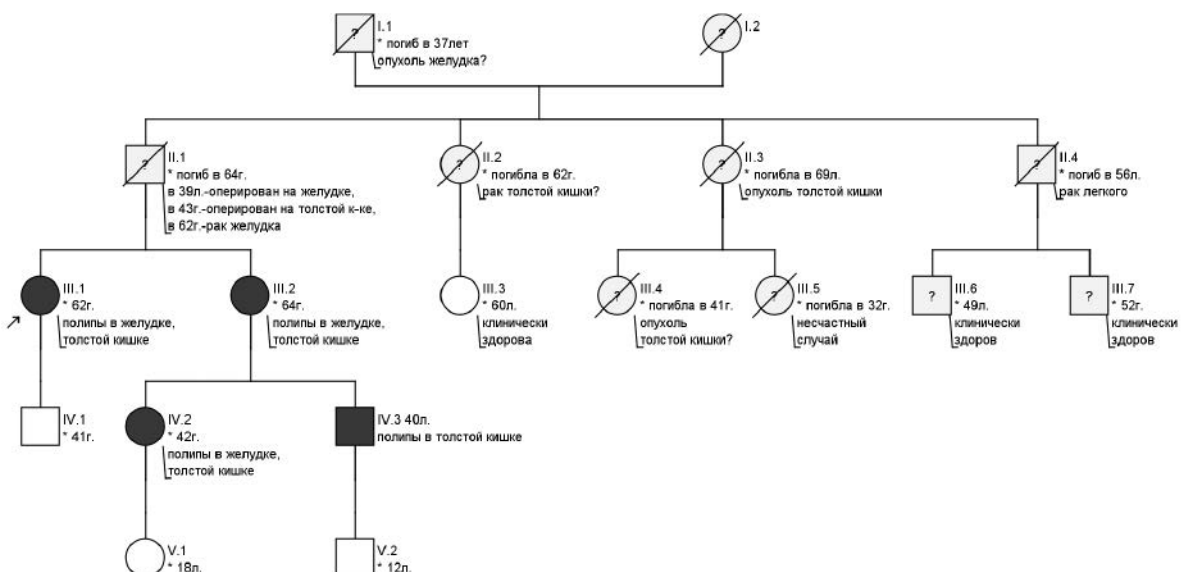 I.1
* погиб в 37лет
опухоль желудка?
?
I.2
?
II.1
* погиб в 64г.
в 39л.-оперирован на желудке,
в 43г.-оперирован на толстой к-ке,
в 62г.-рак желудка
?
II.2
* погибла в 62г.
рак толстой кишки?
?
II.3
* погибла в 69л.
опухоль толстой кишки
?
II.4
* погиб в 56л.
рак легкого
?
III.1
* 62г.
полипы в желудке,
толстой кишке
III.2
* 64г.
полипы в желудке,
толстой кишке
III.3
* 60л.
клинически
здорова
III.4
* погибла в 41г.
опухоль
толстой кишки?
?
III.5
* погибла в 32г.
несчастный
случай
?
III.6
* 49л.
клинически
здоров
?
III.7
* 52г.
клинически
здоров
?
IV.1
* 41г.
IV.2
* 42г.
полипы в желудке,
толстой кишке
IV.3 40л.
полипы в толстой кишке
V.1
* 18л.
V.2
* 12л.